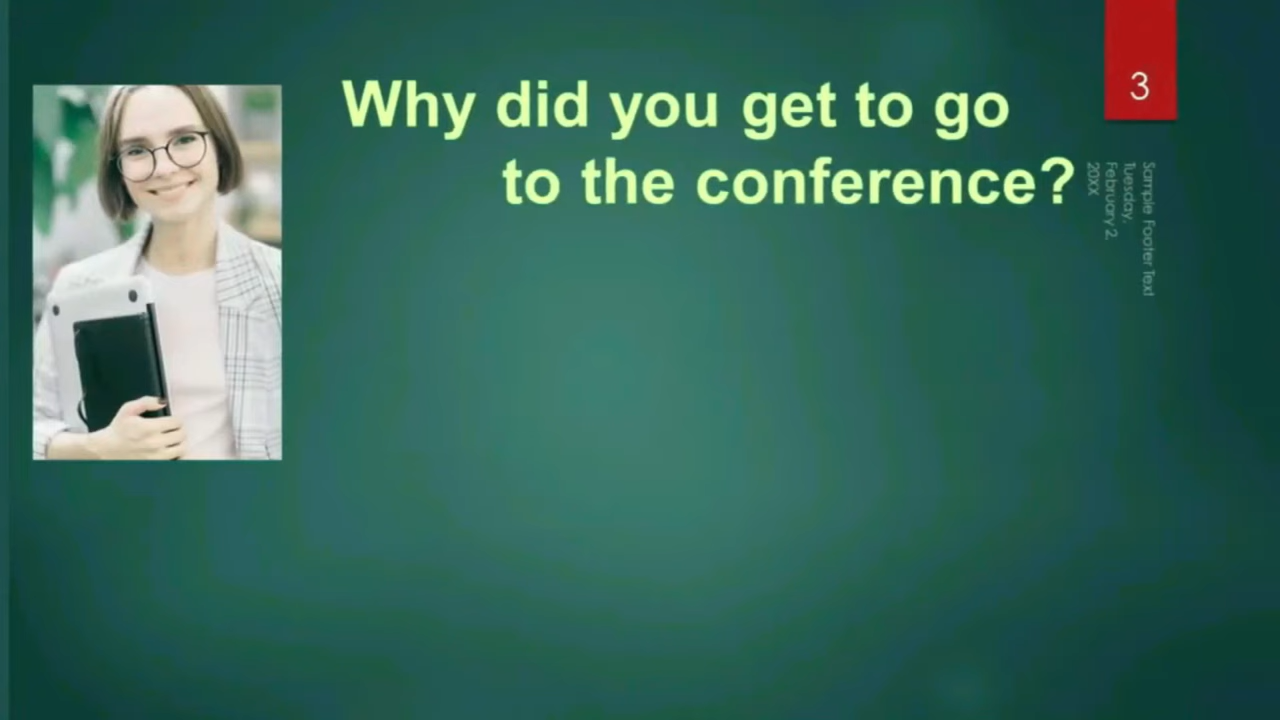 Why did you get to go
to the conference?
3
Sample Footer Text
Tuesday,
February 2,
20XX